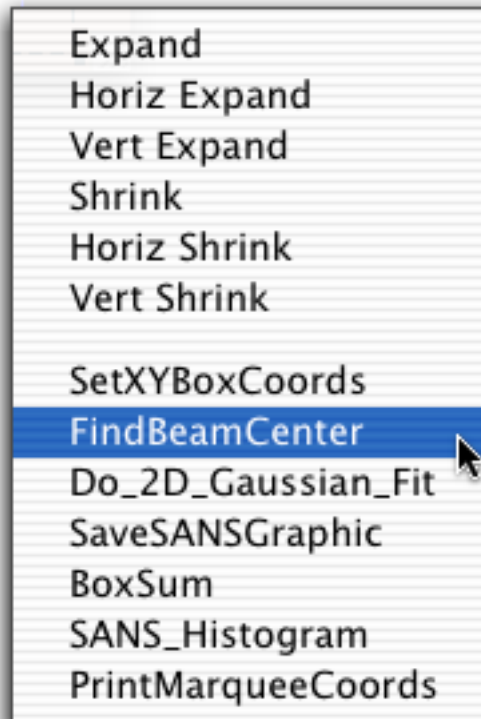 Expand
Horiz Expand
Vert Expand
Shrink
Horiz Shrink
Vert Shrink
SetXYBoxCoords
FindBeamCenter
Do_2D_Gaussian_Fit
SaveSANSGraphic
BoxSum
SANS_Histogram
PrintMarqueeCoords